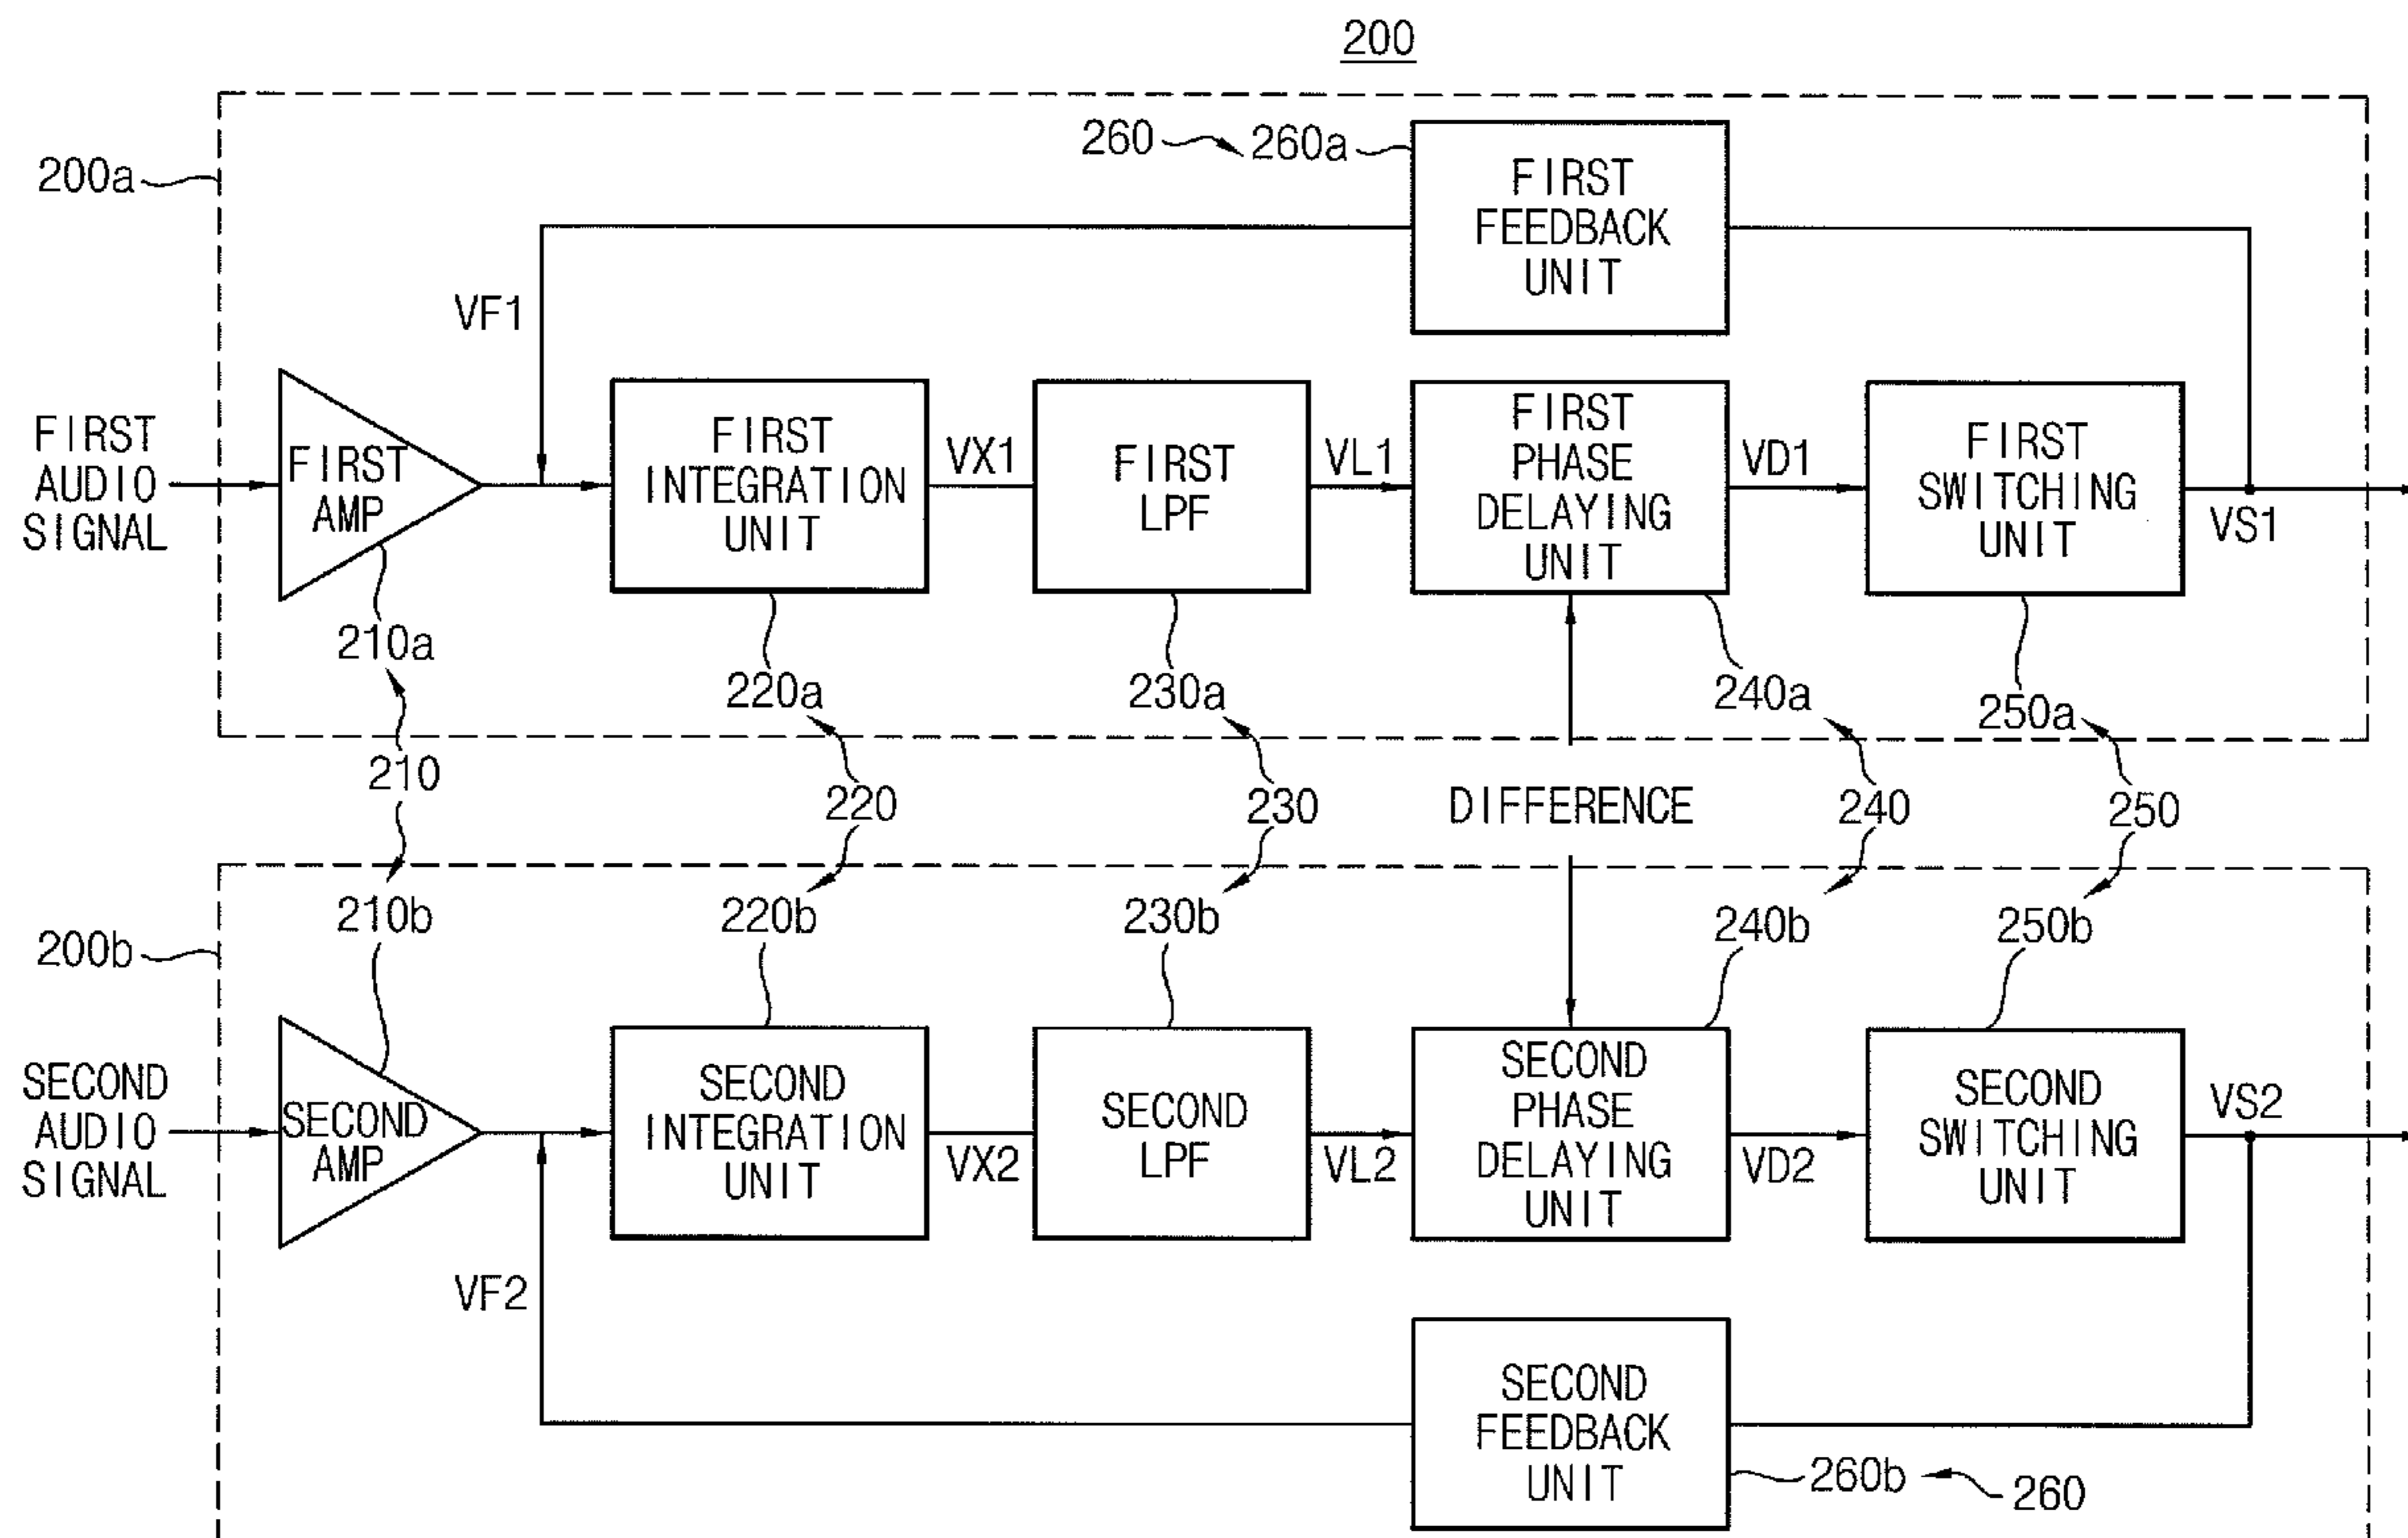 200
200a
260
260a
FIRST
FEEDBACK
UNIT
VF1
FIRST
AUDIO
SIGNAL
FIRST
AMP
FIRST
INTEGRATION
UNIT
VX1
FIRST
LPF
VL1
FIRST
PHASE
DELAYING
UNIT
VD1
FIRST
SWITCHING
UNIT
VS1
210a
220a
230a
240a
250a
210
220
230
DIFFERENCE
240
250
200b
210b
220b
230b
240b
250b
SECOND
AUDIO
SIGNAL
SECOND
AMP
SECOND
INTEGRATION
UNIT
VX2
SECOND
LPF
VL2
SECOND
PHASE
DELAYING
UNIT
VD2
SECOND
SWITCHING
UNIT
VS2
VF2
SECOND
FEEDBACK
UNIT
260b
260